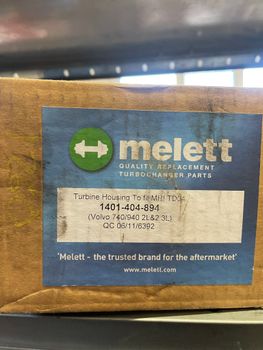 melett
QUALITY REPLACEMENT
TURBOCHARGER PARTS
Turbine Housing To fit MHI TD04
1401-404-894
(Volvo 740/940 2L&2.3L)
QC 06/11/6392
'Melett - the trusted brand for the aftermarket'
www.melett.com